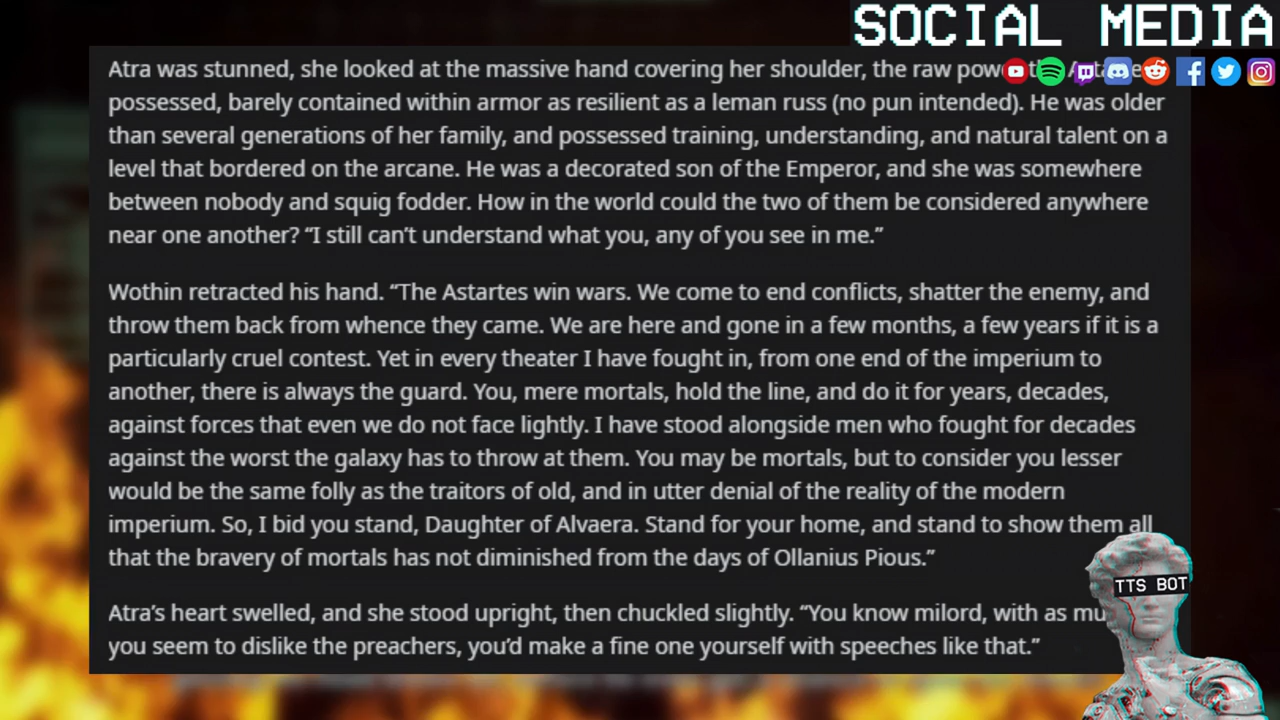 SOCIAL MEDIA
Atra was stunned, she looked at the massive hand covering her shoulder, the raw
possessed, barely contained within armor as resilient as a leman russ (no pun intended). He was older
than several generations of her family, and possessed training, understanding, and natural talent on a
level that bordered on the arcane. He was a decorated son of the Emperor, and she was somewhere
between nobody and squig fodder. How in the world could the two of them be considered anywhere
near one another? “I still can’t understand what you, any of you see in me.”
Wothin retracted his hand. “The Astartes win wars. We come to end conflicts, shatter the enemy, and
throw them back from whence they came. We are here and gone in a few months, a few years if it is a
particularly cruel contest. Yet in every theater I have fought in, from one end of the imperium to
another, there is always the guard. You, mere mortals, hold the line, and do it for years, decades,
against forces that even we do not face lightly. I have stood alongside men who fought for decades
against the worst the galaxy has to throw at them. You may be mortals, but to consider you lesser
would be the same folly as the traitors of old, and in utter denial of the reality of the modern
imperium. So, I bid you stand, Daughter of Alvaera. Stand for your home, and stand to show them all
that the bravery of mortals has not diminished from the days of Ollanius Pious.”
TTS BOT
Atra’s heart swelled, and she stood upright, then chuckled slightly. “You know milord, with as
you seem to dislike the preachers, you’d make a fine one yourself with speeches like that.”